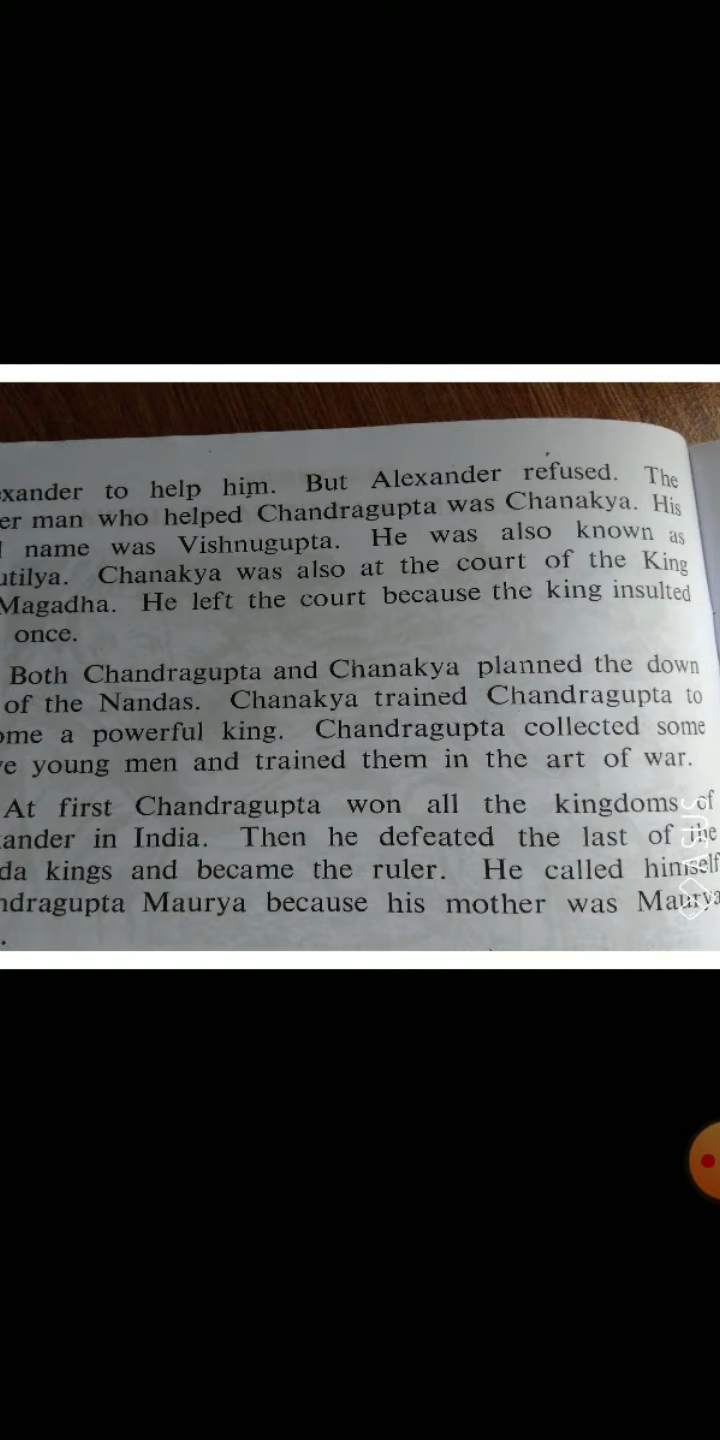 exander to help him. But Alexander refused. The
er man who helped Chandragupta was Chanakya. His
name was Vishnugupta. He was also known as
utilya. Chanakya was also at the court of the King
Magadha. He left the court because the king insulted
once.
Both Chandragupta and Chanakya planned the down
of the Nandas. Chanakya trained Chandragupta to
ome a powerful king. Chandragupta collected some
e young men and trained them in the art of war.
At first Chandragupta won all the kingdoms of
ander in India. Then he defeated the last of the
da kings and became the ruler. He called himself
ndragupta Maurya because his mother was Maurya
.